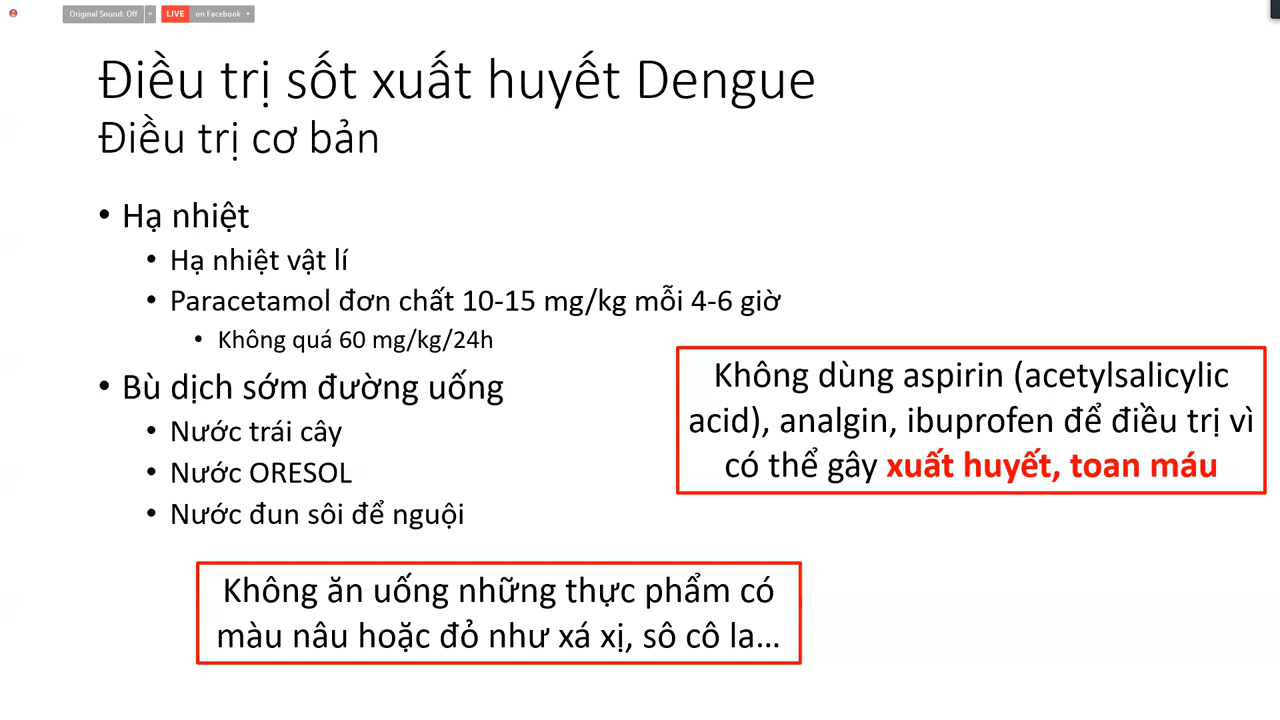 Original Sound: Off
LIVE on Facebook
Điều trị sốt xuất huyết Dengue
Điều trị cơ bản
• Hạ nhiệt
• Hạ nhiệt vật lí
• Paracetamol đơn chất 10-15 mg/kg mỗi 4-6 giờ
• Không quá 60 mg/kg/24h
• Bù dịch sớm đường uống
• Nước trái cây
• Nước ORESOL
• Nước đun sôi để nguội
Không dùng aspirin (acetylsalicylic
acid), analgin, ibuprofen để điều trị vì
có thể gây xuất huyết, toan máu
Không ăn uống những thực phẩm có
màu nâu hoặc đỏ như xá xị, sô cô la...